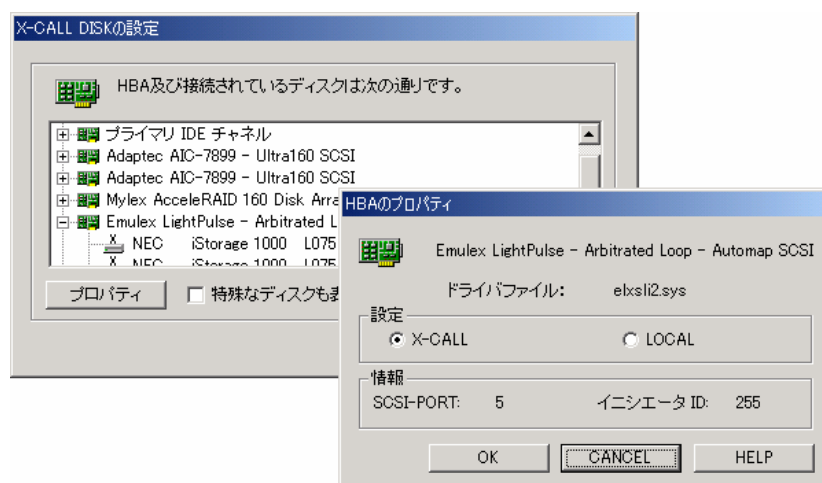 X-CALL DISKの設定
HBA及び接続されているディスクは次の通りです。
プライマリ IDE チャネル
Adaptec AIC-7899 - Ultra160 SCSI
Adaptec AIC-7899 - Ultra160 SCSI
Mylex AcceleRAID 160 Disk Arra
Emulex LightPulse - Arbitrated L
NEC iStorage 1000 L075
NEC iStorage 1000 L075
プロパティ
特殊なディスクも
HBAのプロパティ
Emulex LightPulse - Arbitrated Loop - Automap SCSI
ドライバファイル: elxsli2.sys
設定
X-CALL
LOCAL
情報
SCSI-PORT: 5 イニシエータ ID: 255
OK
CANCEL
HELP